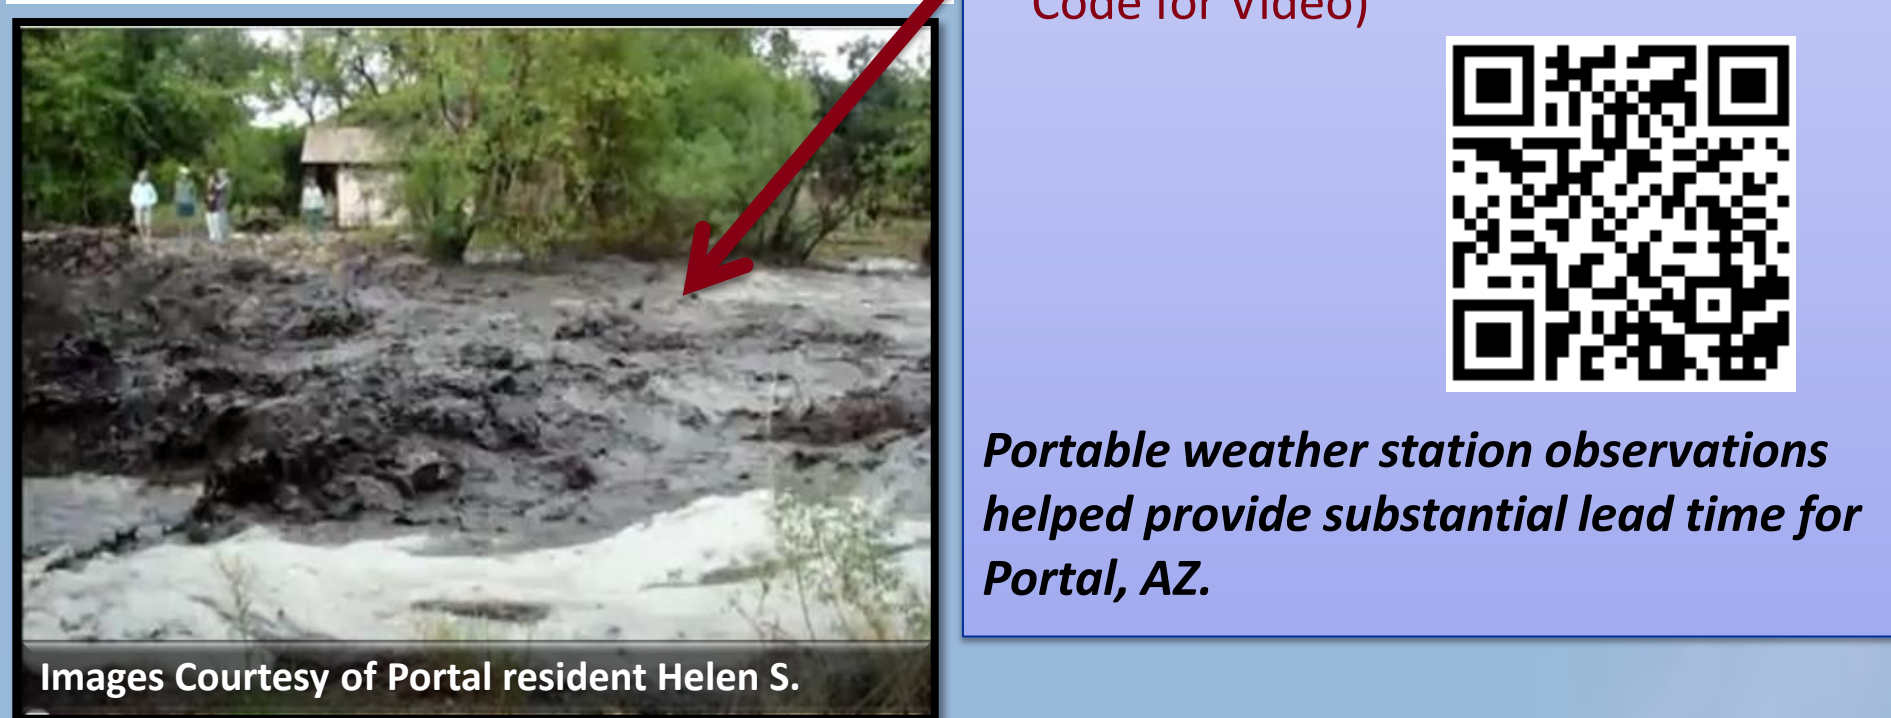 Code for Video)
Portable weather station observations
helped provide substantial lead time for
Portal, AZ.
Images Courtesy of Portal resident Helen S.